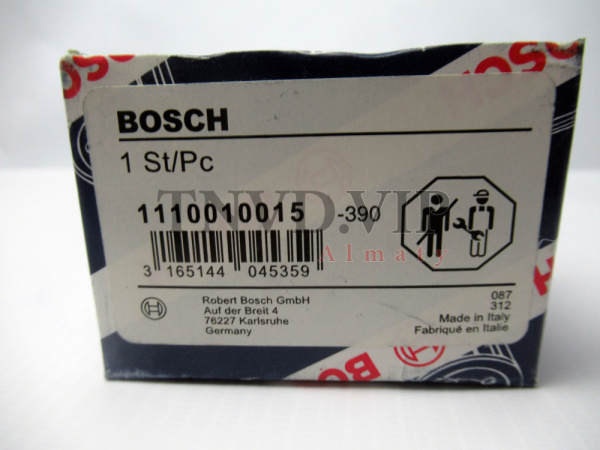 BOSCH
1 St/Pc
1110010015 -390
TNVD.VIP
Almaty
3 165144 045359
Robert Bosch GmbH
Auf der Breit 4
76227 Karlsruhe
Germany
087
312
Made in Italy
Fabriqué en Italie
BOSCH